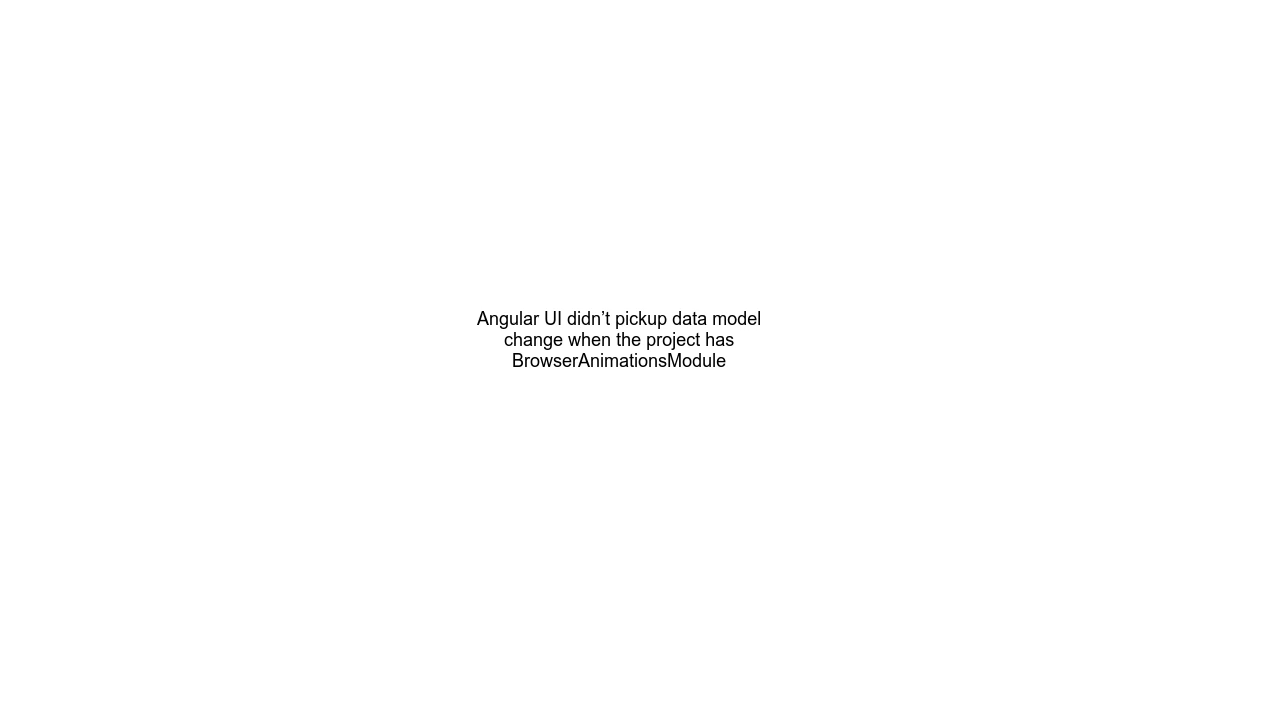 Angular UI didn’t pickup data model
change when the project has
BrowserAnimationsModule